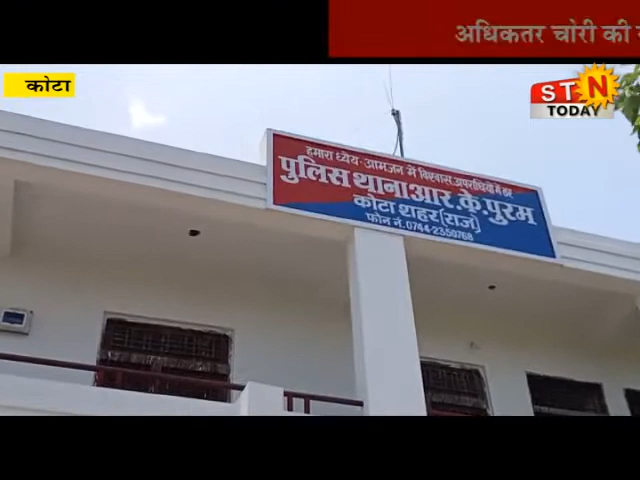 अधिकतर चोरी की
कोटा
STN
TODAY
हमारा ध्येय-आमजन में विश्वास अपराधियों में डर
पुलिस थाना आर.के.पुरम्
कोटा शहर (राज.)
फोन नं. 0744-2350768